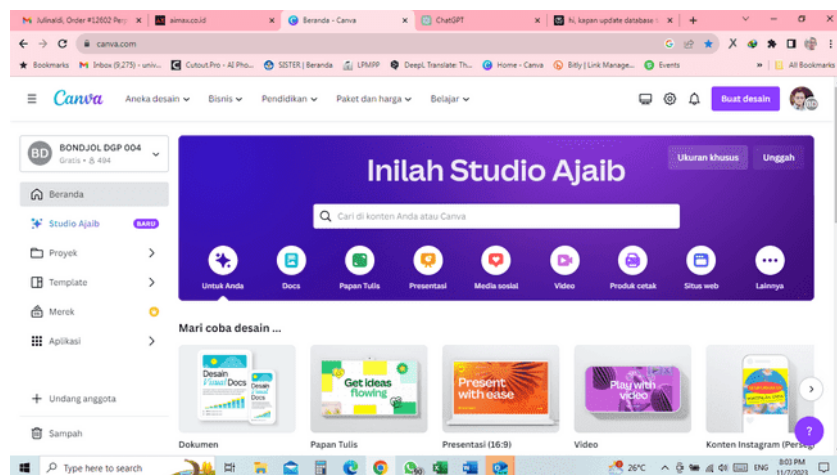 Julinaldi, Order #12602 Per
aimax.co.id
Beranda - Canva
ChatGPT
hi, kapan update database
canva.com
Bookmarks
Inbox (9,275) - univ...
Cutout.Pro - AI Pho...
SISTER | Beranda
LPMPP
DeepL Translate: Th...
Home - Canva
Bitly | Link Manage...
Events
All Bookmarks
Canva
Aneka desain
Bisnis
Pendidikan
Paket dan harga
Belajar
Buat desain
BD
BD
BONDJOL DGP 004
Gratis • 494
Beranda
Studio Ajaib
BARU
Proyek
Template
Merek
Aplikasi
Undang anggota
Sampah
Inilah Studio Ajaib
Ukuran khusus
Unggah
Cari di konten Anda atau Canva
Untuk Anda
Docs
Papan Tulis
Presentasi
Media sosial
Video
Produk cetak
Situs web
Lainnya
Mari coba desain ...
Desain
Visual Docs
Get ideas
flowing
Present
with ease
Play with
video
Dokumen
Papan Tulis
Presentasi (16:9)
Video
Konten Instagram (Perseg
?
Type here to search
26°C
ENG
8:03 PM
11/7/2023